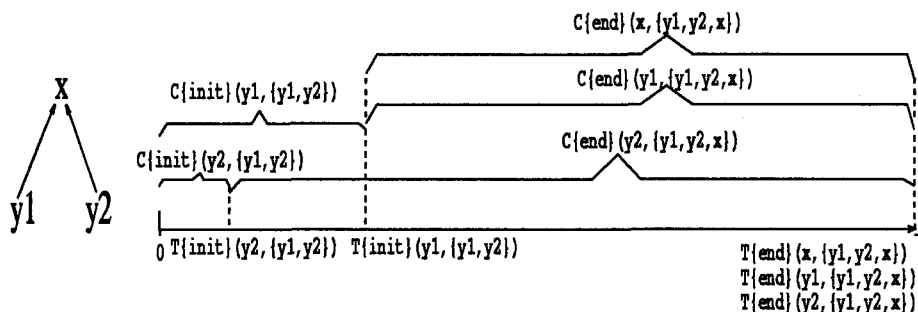 C{end}(x,{y1,y2,x})
x
C{init}(y1,{y1,y2})
C{end}(y1,{y1,y2,x})
C{init}(y2,{y1,y2})
C{end}(y2,{y1,y2,x})
y1 y2
0 T{init}(y2,{y1,y2}) T{init}(y1,{y1,y2})
T{end}(x,{y1,y2,x})
T{end}(y1,{y1,y2,x})
T{end}(y2,{y1,y2,x})